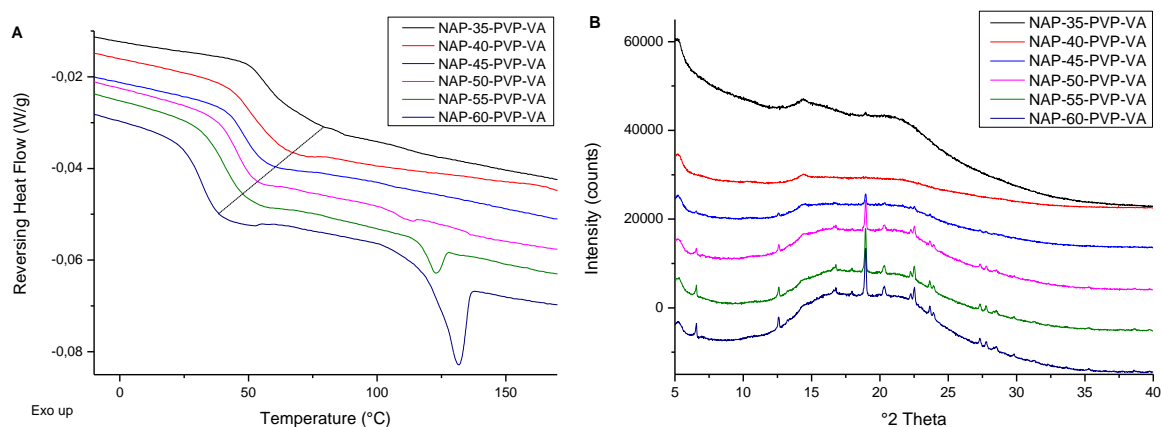 A
NAP-35-PVP-VA
NAP-40-PVP-VA
NAP-45-PVP-VA
NAP-50-PVP-VA
NAP-55-PVP-VA
NAP-60-PVP-VA
-0,02
-0,04
-0,06
-0,08
Reversing Heat Flow (W/g)
0
50
100
150
Exo up
Temperature (°C)
B
NAP-35-PVP-VA
NAP-40-PVP-VA
NAP-45-PVP-VA
NAP-50-PVP-VA
NAP-55-PVP-VA
NAP-60-PVP-VA
60000
40000
20000
0
Intensity (counts)
5
10
15
20
25
30
35
40
°2 Theta